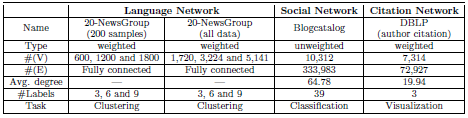 Language Network Social Network Citation Network
Name 20-NewsGroup (200 samples) 20-NewsGroup (all data) Blogcatalog DBLP (author citation)
Type weighted weighted unweighted weighted
#(V) 600, 1200 and 1800 1,720, 3,224 and 5,141 10,312 7,314
#(E) Fully connected Fully connected 333,983 72,927
Avg. degree — — 64.78 19.94
#Labels 3, 6 and 9 3, 6 and 9 39 3
Task Clustering Clustering Classification Visualization